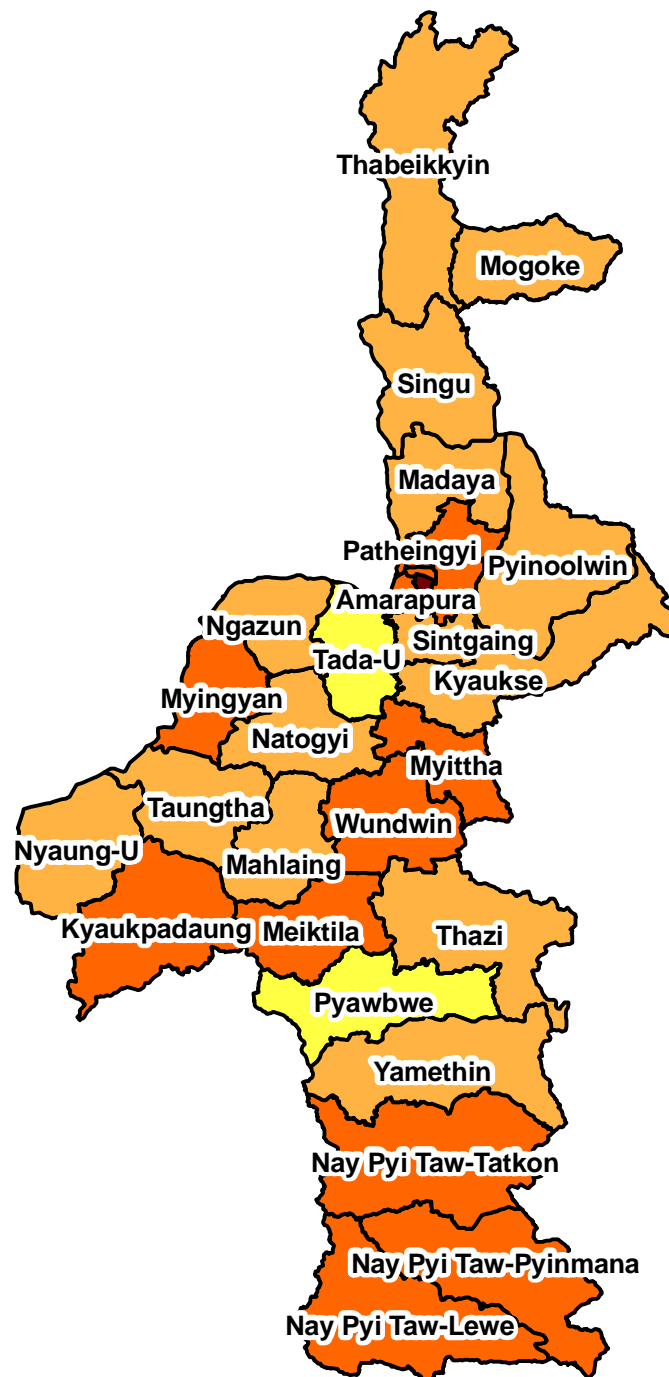 Thabeikkyin
Mogoke
Singu
Madaya
Patheingyi
Pyinoolwin
Amarapura
Ngazun
Sintgaing
Tada-U
Kyaukse
Myingyan
Natogyi
Myittha
Taungtha
Wundwin
Nyaung-U
Mahlaing
Kyaukpadaung
Meiktila
Thazi
Pyawbwe
Yamethin
Nay Pyi Taw-Tatkon
Nay Pyi Taw-Pyinmana
Nay Pyi Taw-Lewe